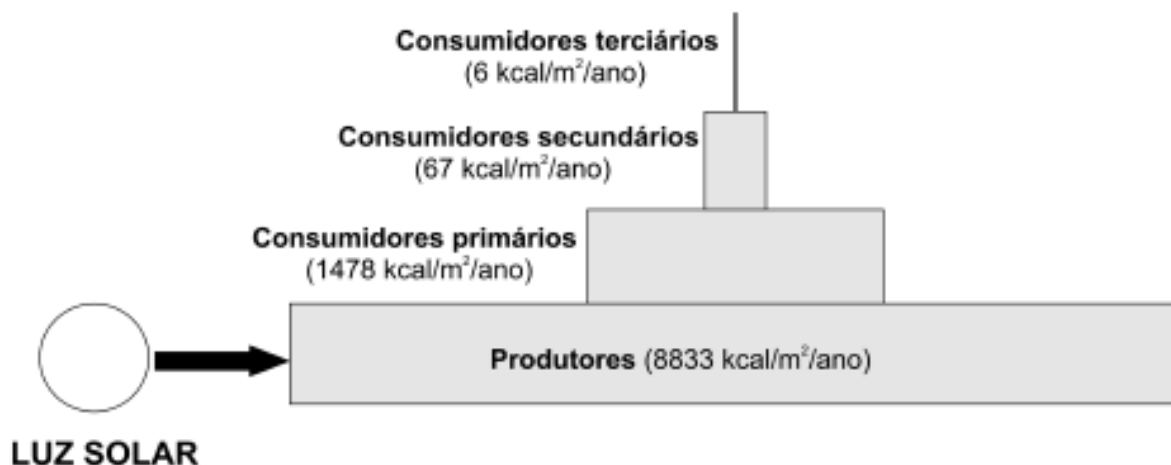 Consumidores terciários
(6 kcal/m²/ano)
Consumidores secundários
(67 kcal/m²/ano)
Consumidores primários
(1478 kcal/m²/ano)
Produtores (8833 kcal/m²/ano)
LUZ SOLAR